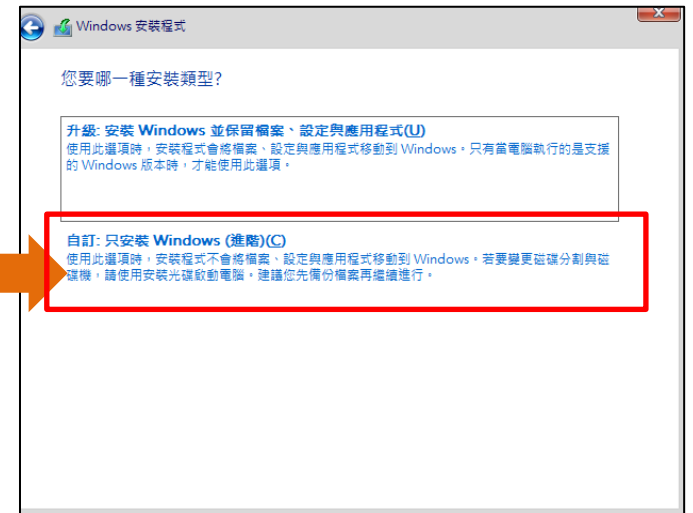 Windows 安裝程式
您要哪一種安裝類型?
升級: 安裝 Windows 並保留檔案、設定與應用程式(U)
使用此選項時，安裝程式會將檔案、設定與應用程式移動到 Windows。只有當電腦執行的是支援
的 Windows 版本時，才能使用此選項。
自訂: 只安裝 Windows (進階)(C)
使用此選項時，安裝程式不會將檔案、設定與應用程式移動到 Windows。若要變更磁碟分割與磁
碟機，請使用安裝光碟啟動電腦。建議您先備份檔案再繼續進行。